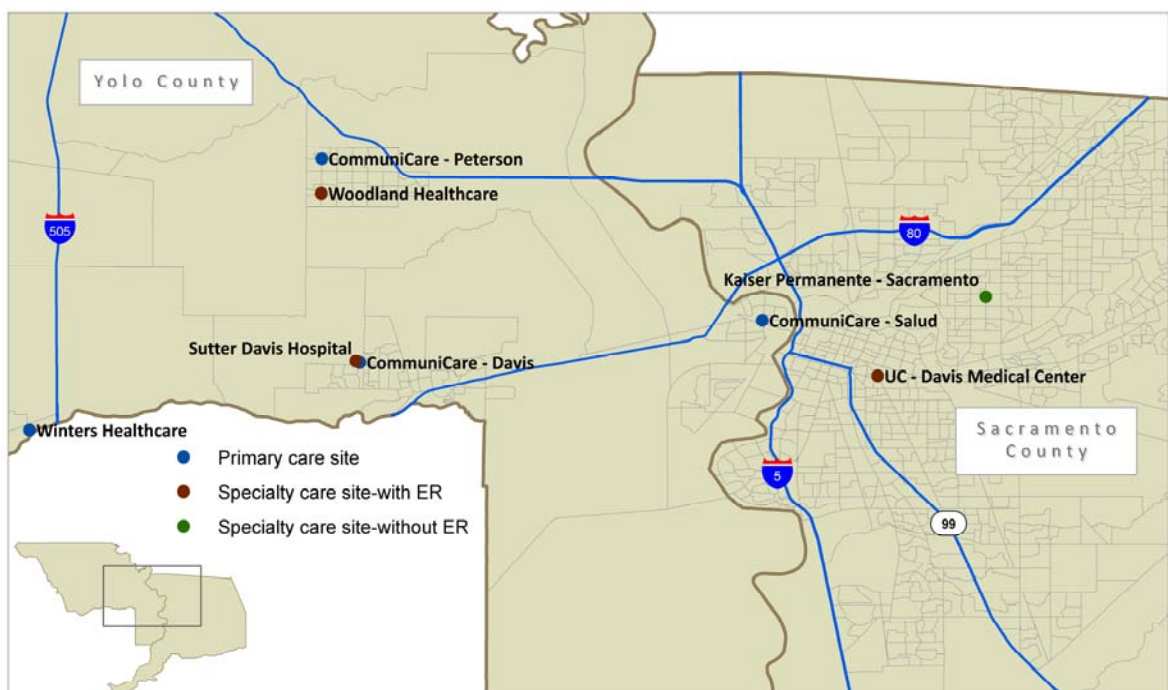 Yolo County
CommuniCare - Peterson
Woodland Healthcare
505
80
Kaiser Permanente - Sacramento
CommuniCare - Salud
Sutter Davis Hospital
CommuniCare - Davis
UC - Davis Medical Center
Winters Healthcare
Sacramento
County
Primary care site
5
Specialty care site-with ER
Specialty care site-without ER
99